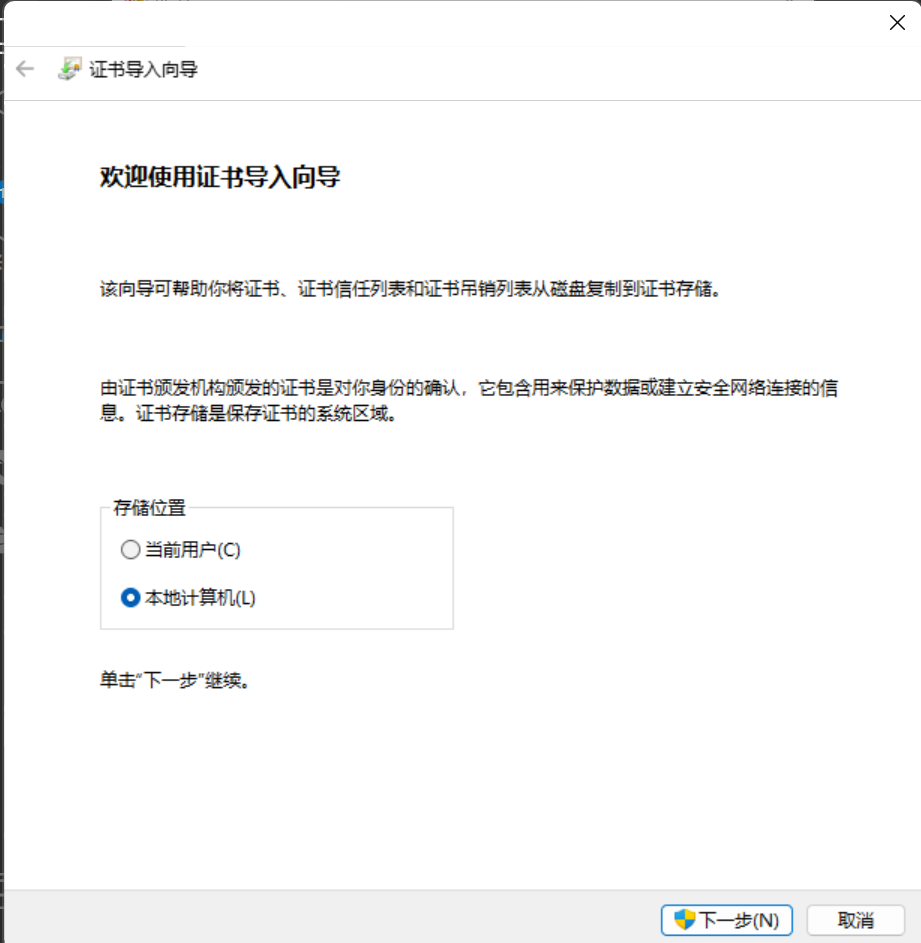 证书导入向导
欢迎使用证书导入向导
该向导可帮助你将证书、证书信任列表和证书吊销列表从磁盘复制到证书存储。
由证书颁发机构颁发的证书是对你身份的确认，它包含用来保护数据或建立安全网络连接的信
息。证书存储是保存证书的系统区域。
存储位置
当前用户(C)
本地计算机(L)
单击“下一步”继续。
下一步(N) 取消